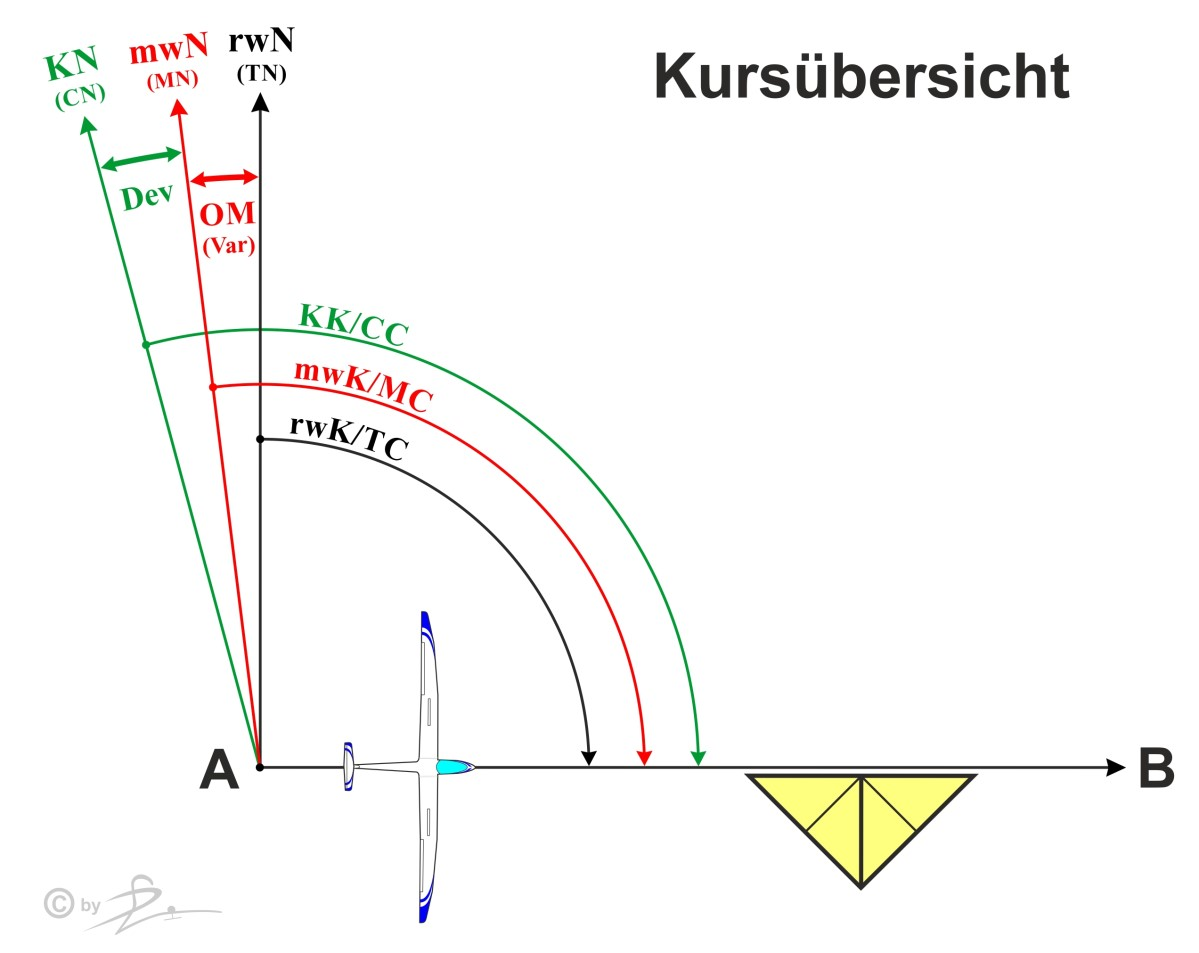 Kursübersicht
KN
(CN)
mwN
(MN)
rwN
(TN)
Dev
OM
(Var)
KK/CC
mwK/MC
rwK/TC
A
B
© by